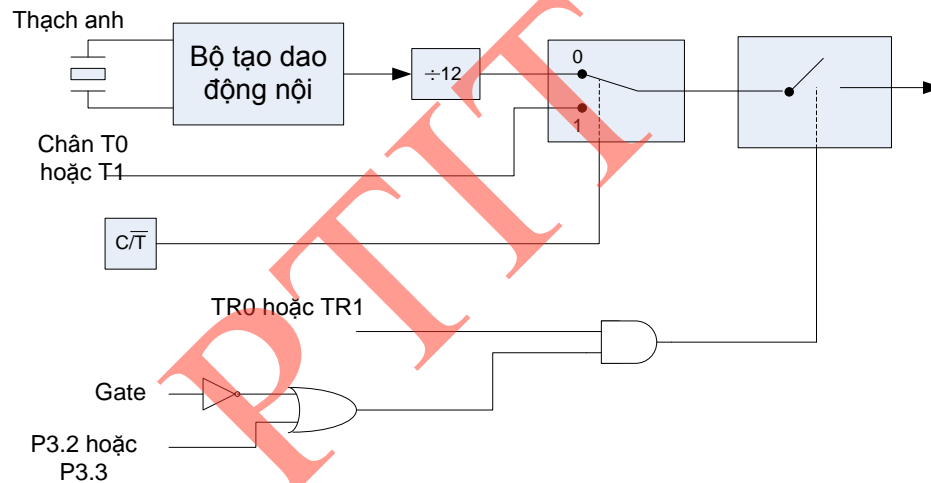 Thạch anh
Bộ tạo dao
động nội
÷12
0
1
Chân T0
hoặc T1
C/T̅
TR0 hoặc TR1
Gate
P3.2 hoặc
P3.3
PTIT